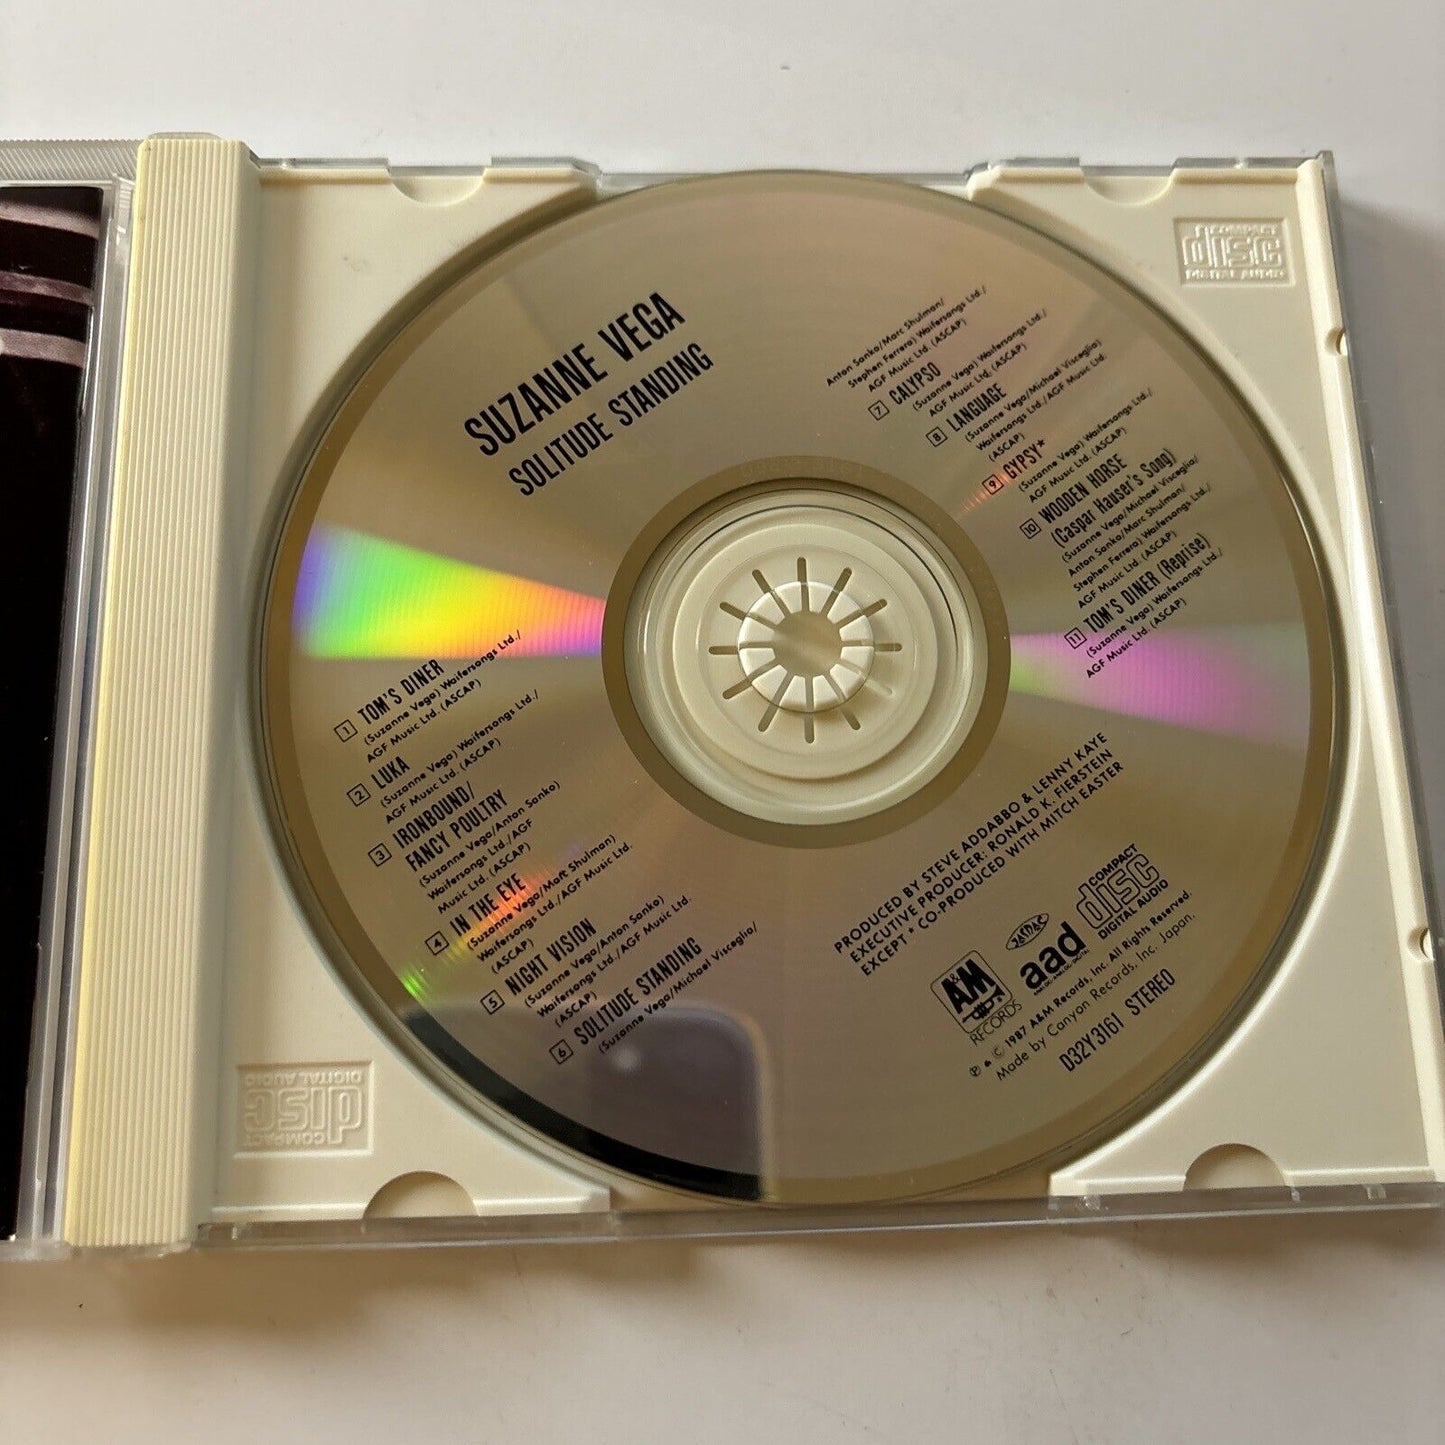 SUZANNE VEGA
SOLITUDE STANDING
1 TOM'S DINER
(Suzanne Vega) Waifersongs Ltd./
AGF Music Ltd. (ASCAP)
2 LUKA
(Suzanne Vega) Waifersongs Ltd./
AGF Music Ltd. (ASCAP)
3 IRONBOUND/
FANCY POULTRY
(Suzanne Vega/Anton Sanko)
Waifersongs Ltd./AGF
Music Ltd. (ASCAP)
4 IN THE EYE
(Suzanne Vega/Marc Shulman)
Waifersongs Ltd./AGF Music Ltd.
(ASCAP)
5 NIGHT VISION
(Suzanne Vega/Anton Sanko)
Waifersongs Ltd./AGF Music Ltd.
(ASCAP)
6 SOLITUDE STANDING
(Suzanne Vega/Michael Visceglia/
Anton Sanko/Marc Shulman/
Stephen Ferrera) Waifersongs Ltd./
AGF Music Ltd. (ASCAP)
7 CALYPSO
(Suzanne Vega) Waifersongs Ltd./
AGF Music Ltd. (ASCAP)
8 LANGUAGE
(Suzanne Vega/Michael Visceglia)
Waifersongs Ltd./AGF Music Ltd.
(ASCAP)
9 GYPSY*
(Suzanne Vega) Waifersongs Ltd./
AGF Music Ltd. (ASCAP)
10 WOODEN HORSE
(Caspar Hauser's Song)
(Suzanne Vega/Michael Visceglia/
Anton Sanko/Marc Shulman/
Stephen Ferrera) Waifersongs Ltd./
AGF Music Ltd. (ASCAP)
11 TOM'S DINER (Reprise)
(Suzanne Vega) Waifersongs Ltd./
AGF Music Ltd. (ASCAP)
PRODUCED BY STEVE ADDABBO & LENNY KAYE
EXECUTIVE PRODUCER: RONALD K. FIERSTEIN
EXCEPT * CO-PRODUCED WITH MITCH EASTER
A&M
RECORDS
JASRAC
aad
ANALOG-ANALOG-DIGITAL
COMPACT
disc
DIGITAL AUDIO
℗ & © 1987 A&M Records, Inc. All Rights Reserved.
Made by Canyon Records, Inc. Japan.
D32Y3161 STEREO
COMPACT
disc
DIGITAL AUDIO
COMPACT
disc
DIGITAL AUDIO